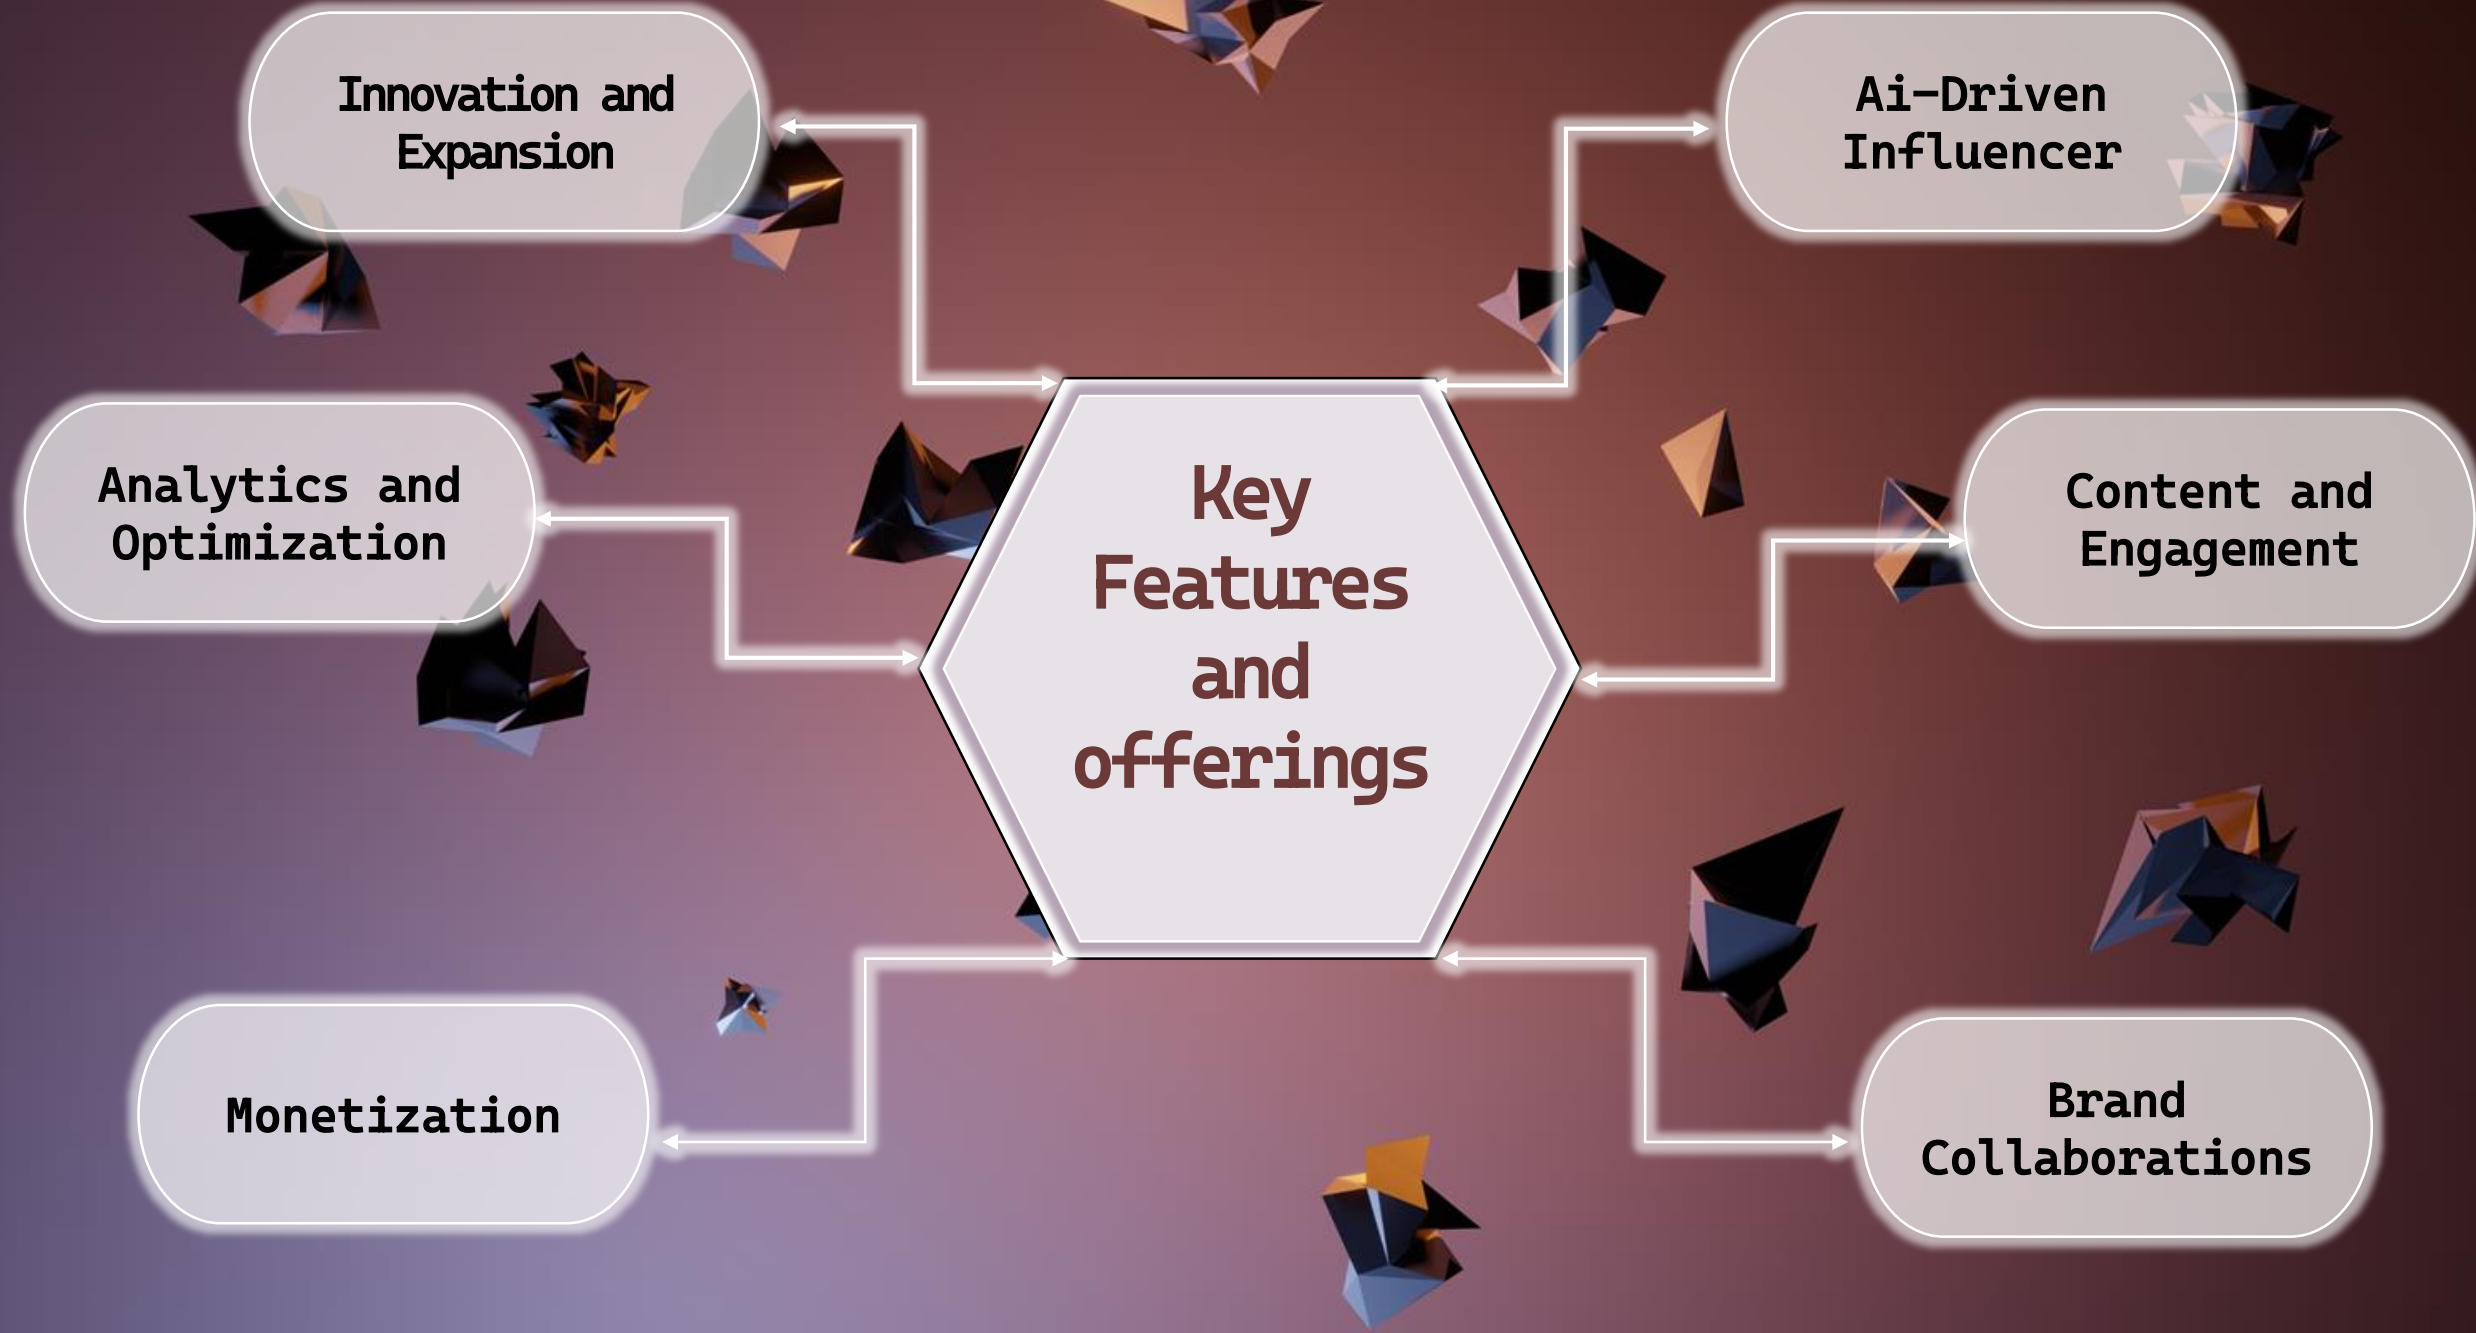 Innovation and
Expansion
Ai-Driven
Influencer
Analytics and
Optimization
Key
Features
and
offerings
Content and
Engagement
Monetization
Brand
Collaborations